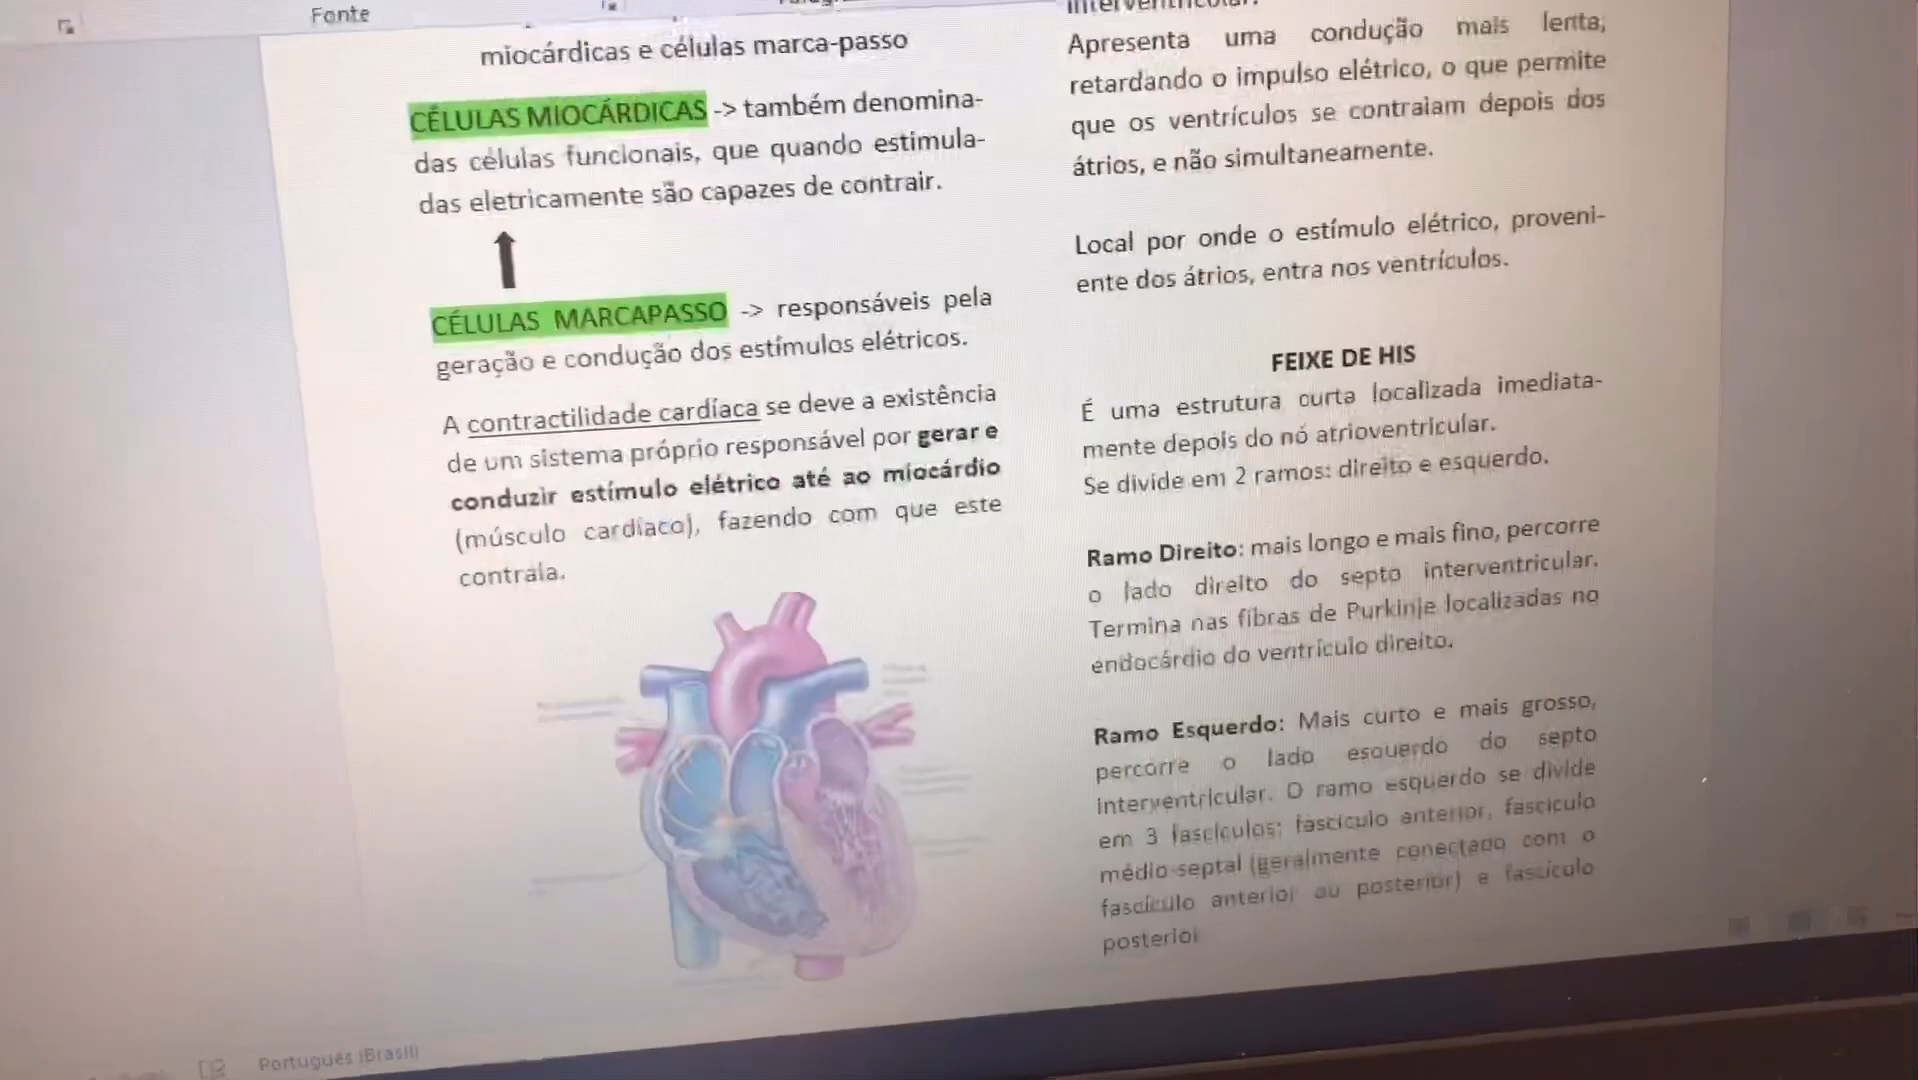 Fonte
miocárdicas e células marca-passo
CÉLULAS MIOCÁRDICAS -> também denomina-
das células funcionais, que quando estimula-
das eletricamente são capazes de contrair.
CÉLULAS MARCAPASSO -> responsáveis pela
geração e condução dos estímulos elétricos.
A contractilidade cardíaca se deve a existência
de um sistema próprio responsável por gerar e
conduzir estímulo elétrico até ao miocárdio
(músculo cardíaco), fazendo com que este
contraia.
interventricular.
Apresenta uma condução mais lenta,
retardando o impulso elétrico, o que permite
que os ventrículos se contraiam depois dos
átrios, e não simultaneamente.
Local por onde o estímulo elétrico, proveni-
ente dos átrios, entra nos ventrículos.
FEIXE DE HIS
É uma estrutura curta localizada imediata-
mente depois do nó atrioventricular.
Se divide em 2 ramos: direito e esquerdo.
Ramo Direito: mais longo e mais fino, percorre
o lado direito do septo interventricular.
Termina nas fibras de Purkinje localizadas no
endocárdio do ventrículo direito.
Ramo Esquerdo: Mais curto e mais grosso,
percorre o lado esquerdo do septo
interventricular. O ramo esquerdo se divide
em 3 fascículos: fascículo anterior, fascículo
médio-septal (geralmente conectado com o
fascículo anterior ou posterior) e fascículo
posterior
Português (Brasil)